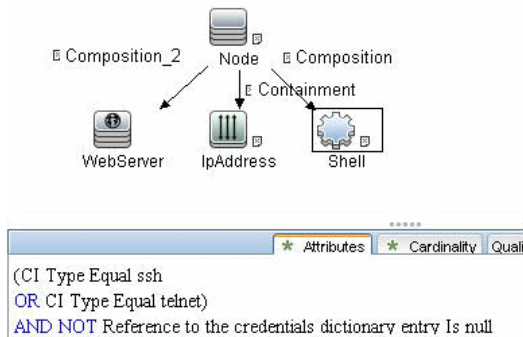 Node
Composition_2
Composition
Containment
WebServer
IpAddress
Shell
Attributes
Cardinality
Quali
(CI Type Equal ssh
OR CI Type Equal telnet)
AND NOT Reference to the credentials dictionary entry Is null